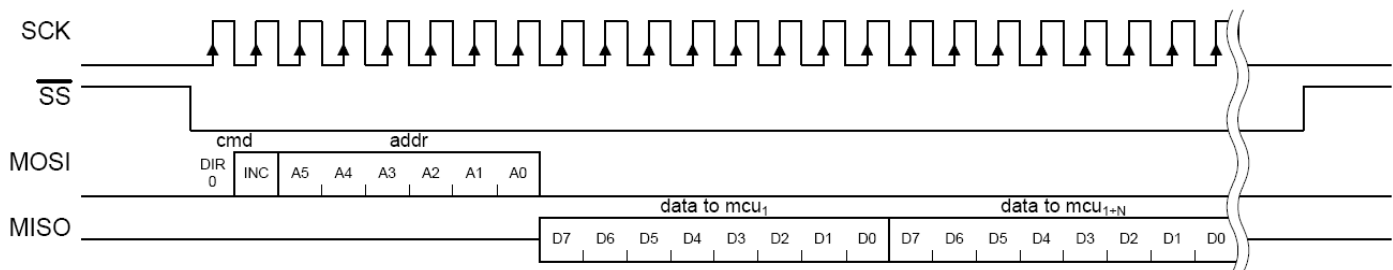 SCK
SS
cmd addr
MOSI DIR 0 INC A5 A4 A3 A2 A1 A0
data to mcu1 data to mcu1+N
MISO D7 D6 D5 D4 D3 D2 D1 D0 D7 D6 D5 D4 D3 D2 D1 D0